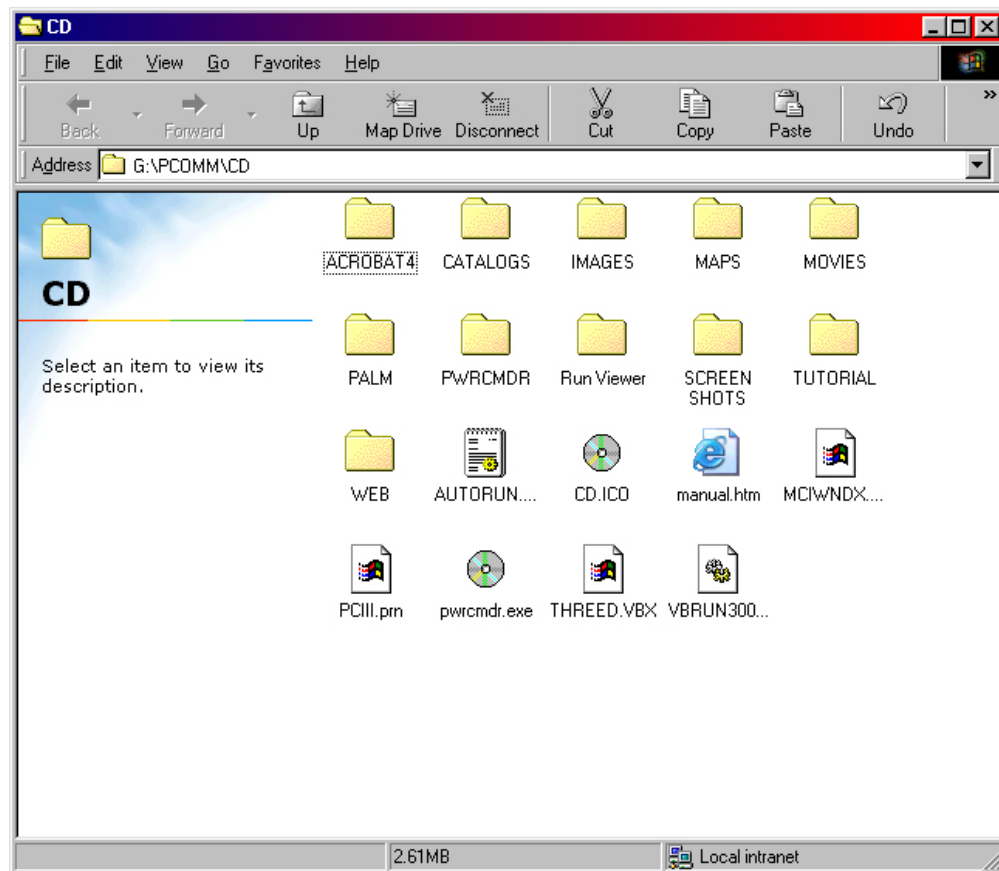 CD
File Edit View Go Favorites Help
Back Forward Up Map Drive Disconnect Cut Copy Paste Undo »
Address G:\PCOMM\CD
CD
Select an item to view its
description.
ACROBAT4 CATALOGS IMAGES MAPS MOVIES
PALM PWRCMDR Run Viewer SCREEN SHOTS TUTORIAL
WEB AUTORUN.... CD.ICO manual.htm MCIWNDX....
PCIII.prn pwrcmdr.exe THREED.VBX VBRUN300...
2.61MB Local intranet